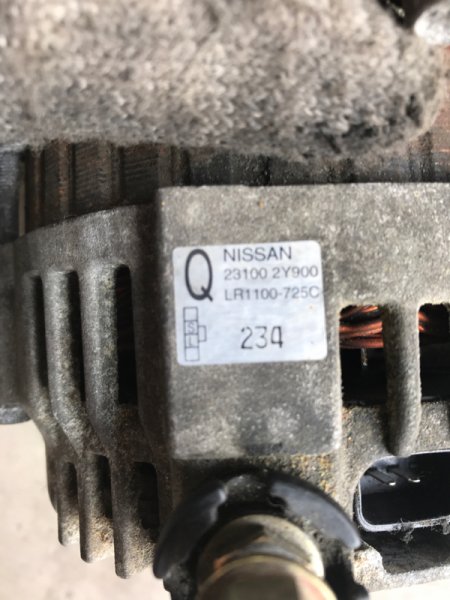 Q NISSAN
23100 2Y900
LR1100-725C
S
L
234